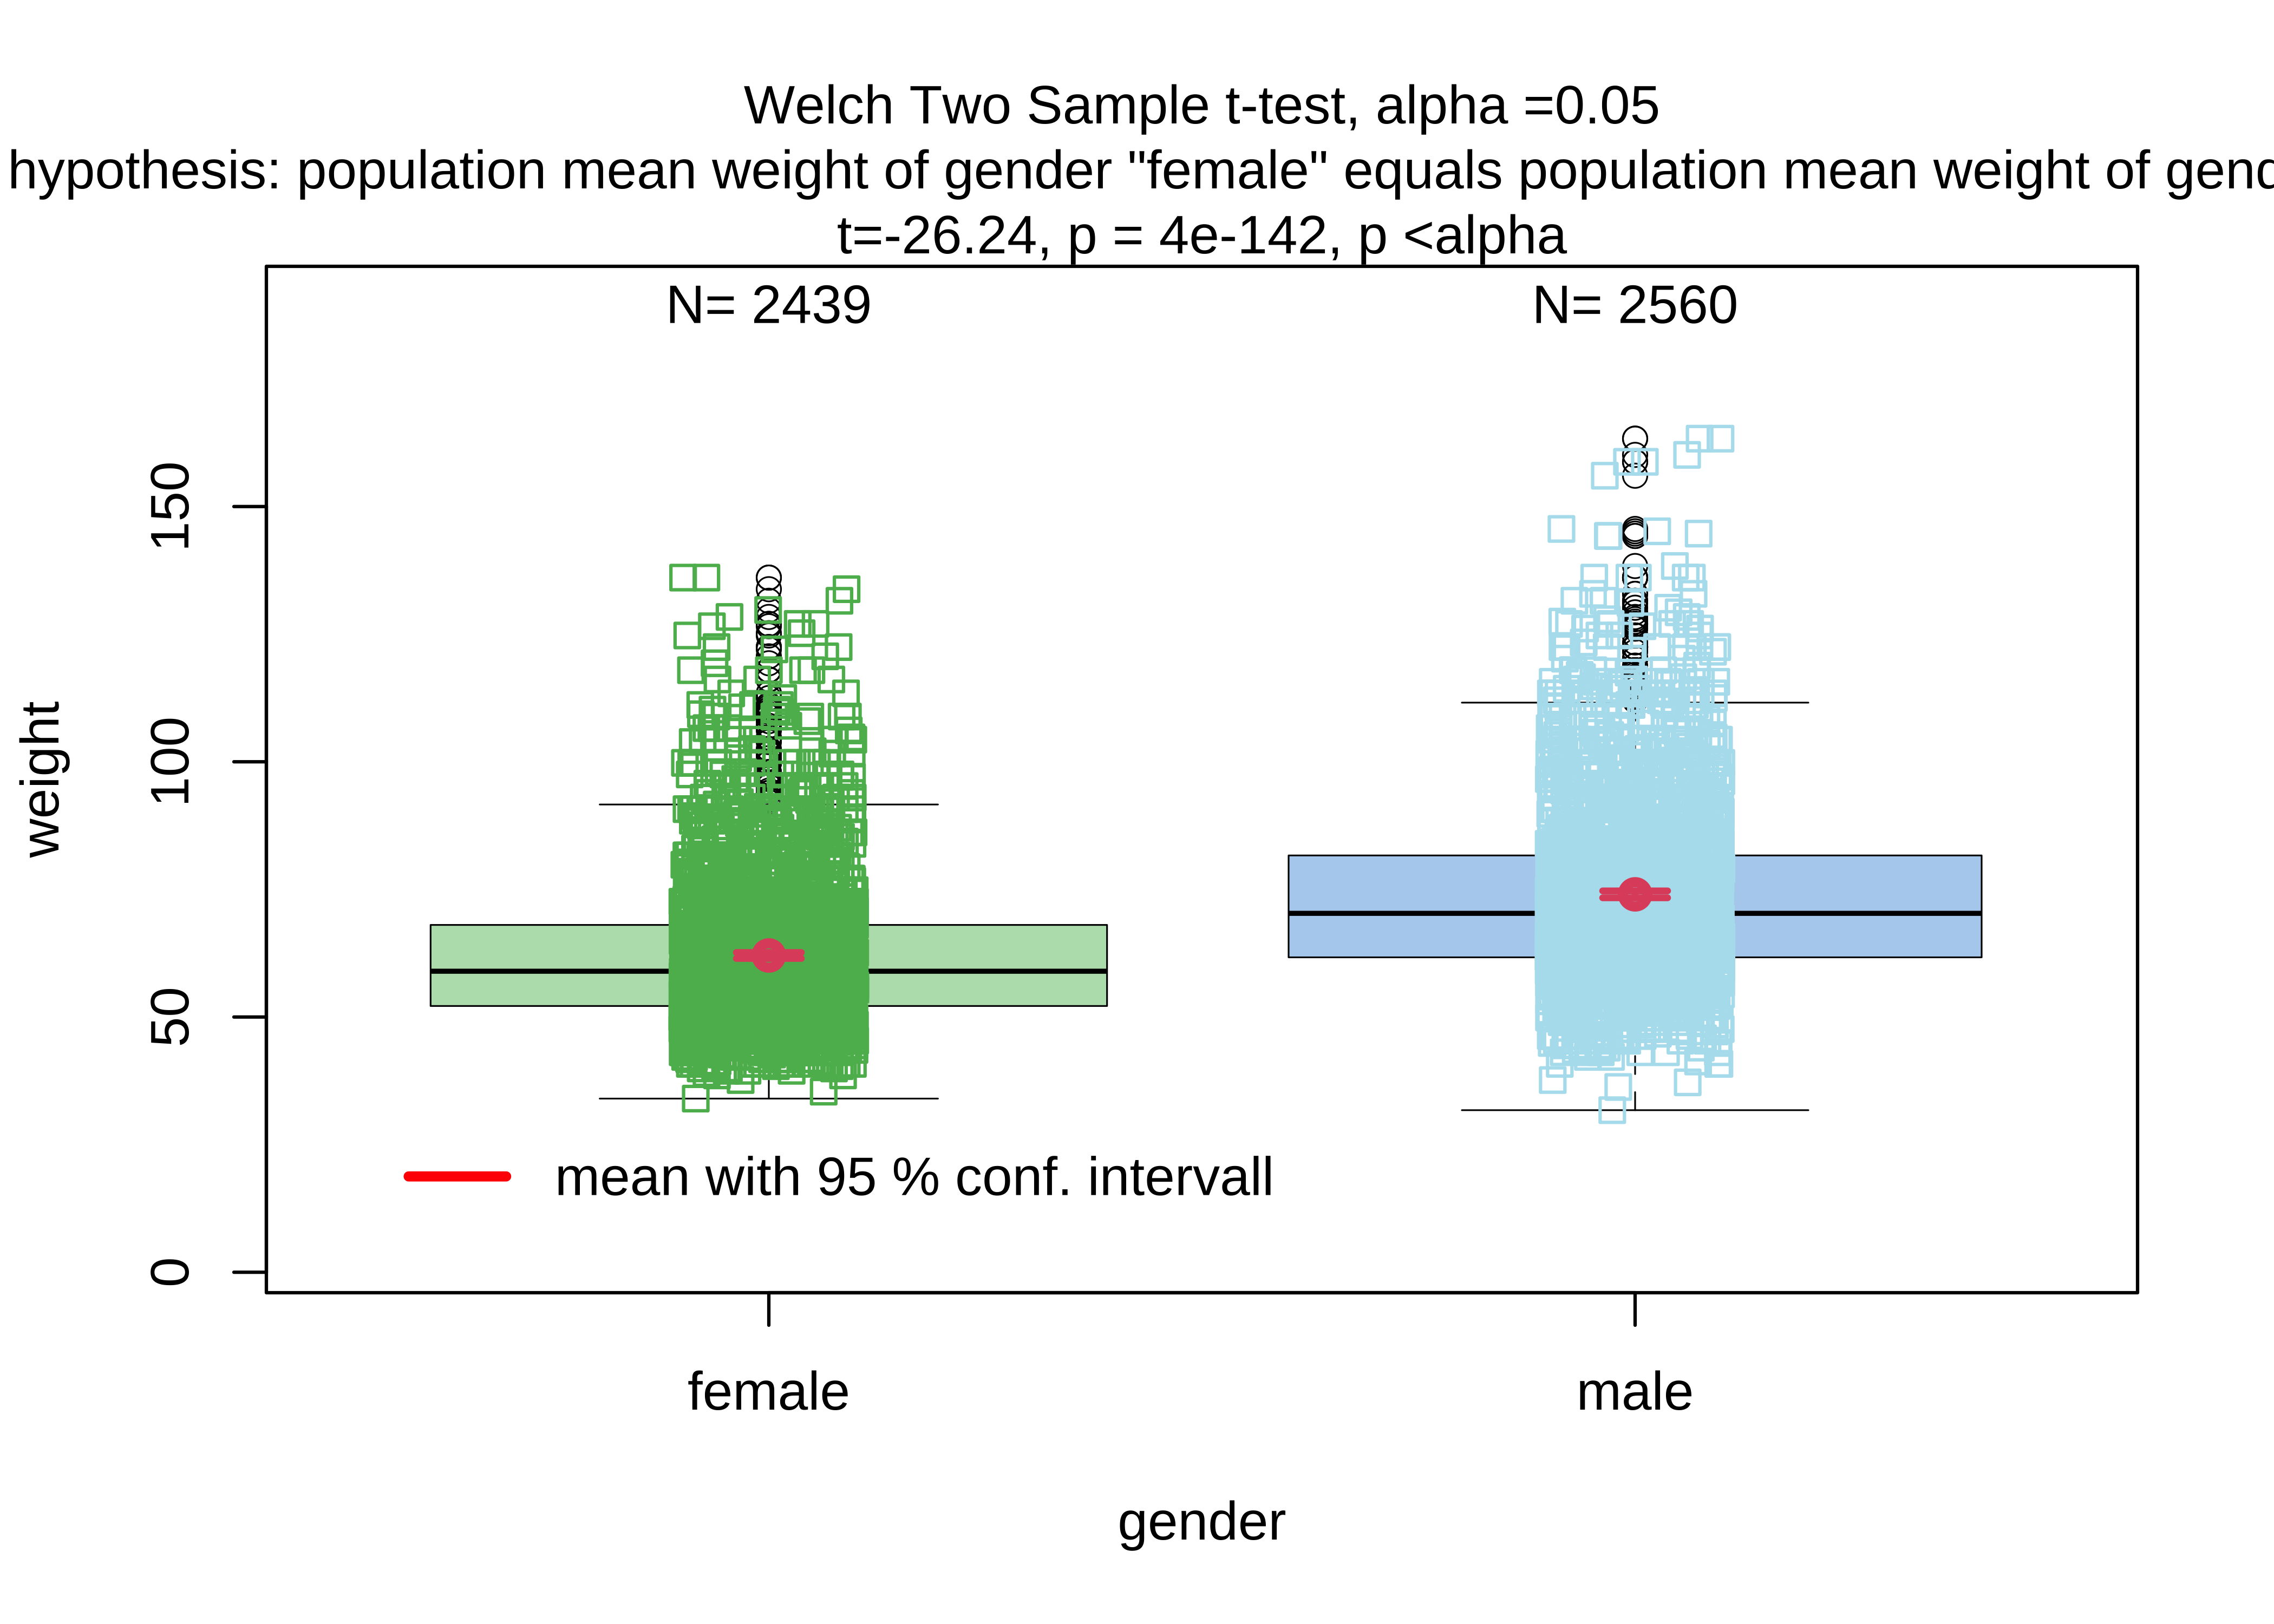 Welch Two Sample t-test, alpha =0.05
hypothesis: population mean weight of gender "female" equals population mean weight of gend
t=-26.24, p = 4e-142, p <alpha
N= 2439
N= 2560
weight
150
100
50
0
mean with 95 % conf. intervall
female
male
gender